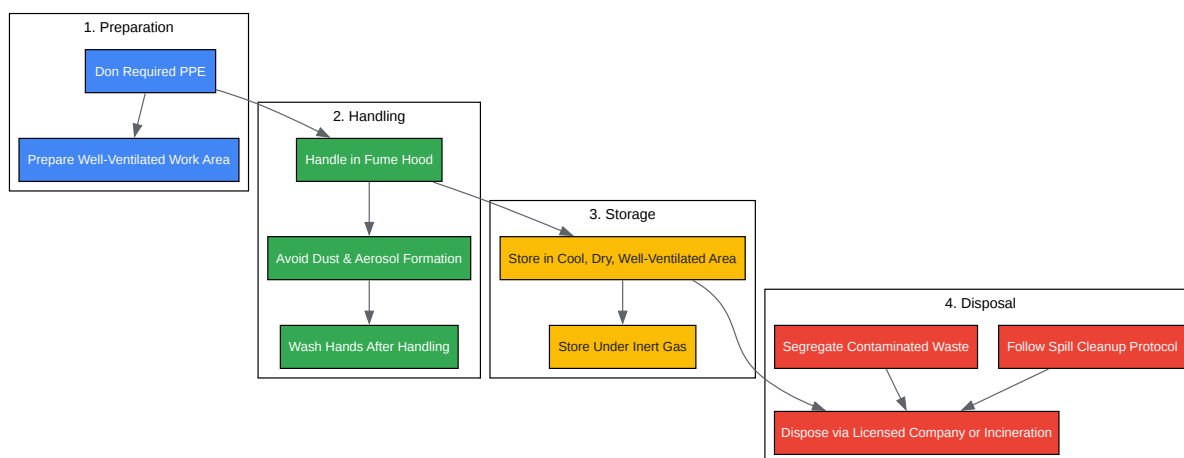 1. Preparation
Don Required PPE
Prepare Well-Ventilated Work Area
2. Handling
Handle in Fume Hood
Avoid Dust & Aerosol Formation
Wash Hands After Handling
3. Storage
Store in Cool, Dry, Well-Ventilated Area
Store Under Inert Gas
4. Disposal
Segregate Contaminated Waste
Follow Spill Cleanup Protocol
Dispose via Licensed Company or Incineration